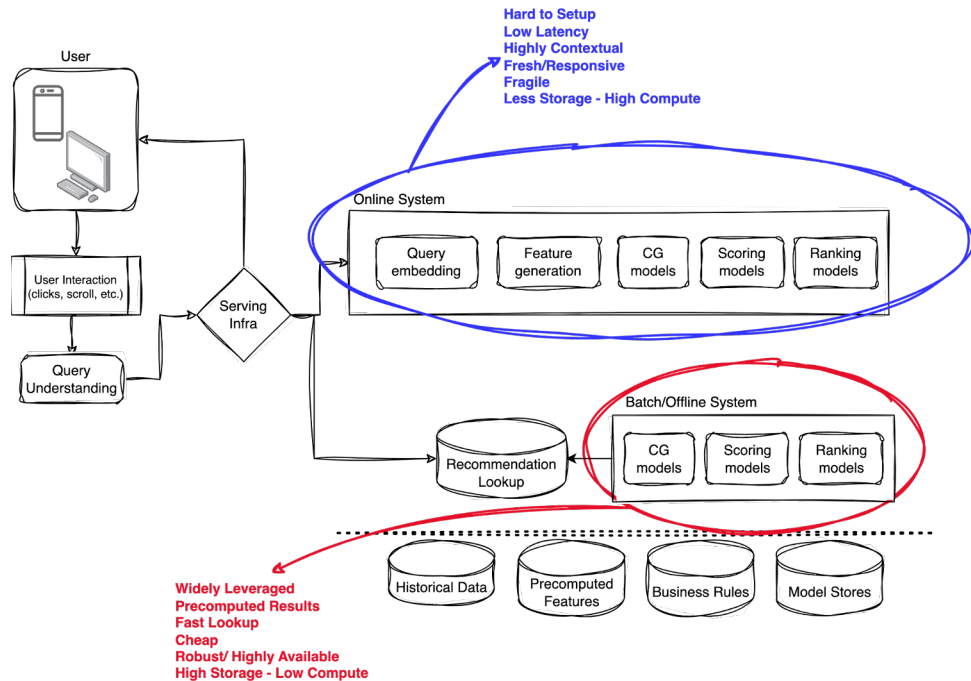 Hard to Setup
Low Latency
Highly Contextual
Fresh/Responsive
Fragile
Less Storage - High Compute
User
Online System
Query
embedding
Feature
generation
CG
models
Scoring
models
Ranking
models
User Interaction
(clicks, scroll, etc.)
Serving
Infra
Query
Understanding
Batch/Offline System
CG
models
Scoring
models
Ranking
models
Recommendation
Lookup
Historical Data
Precomputed
Features
Business Rules
Model Stores
Widely Leveraged
Precomputed Results
Fast Lookup
Cheap
Robust/ Highly Available
High Storage - Low Compute